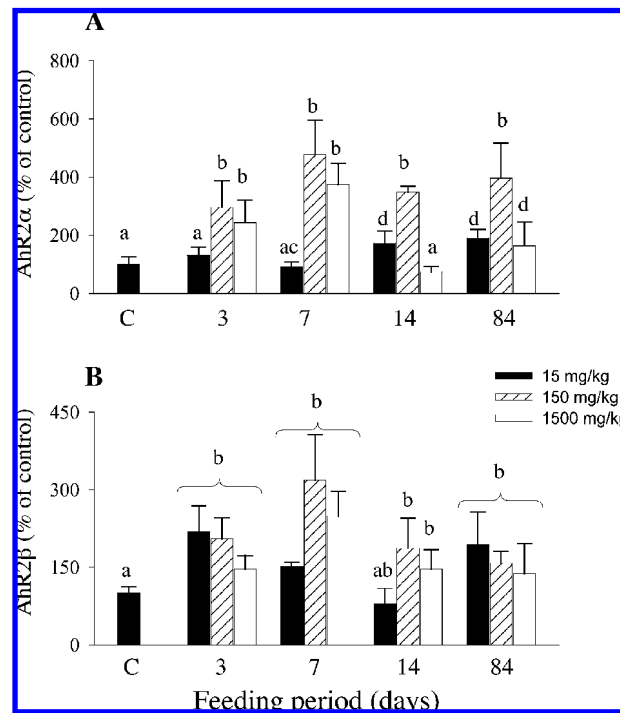 A
AhR2α (% of control)
800
600
400
200
0
a
a
b
b
ac
b
b
d
b
a
d
b
d
C
3
7
14
84
B
15 mg/kg
150 mg/kg
1500 mg/kg
AhR2β (% of control)
450
300
150
0
a
b
b
ab
b
b
b
C
3
7
14
84
Feeding period (days)